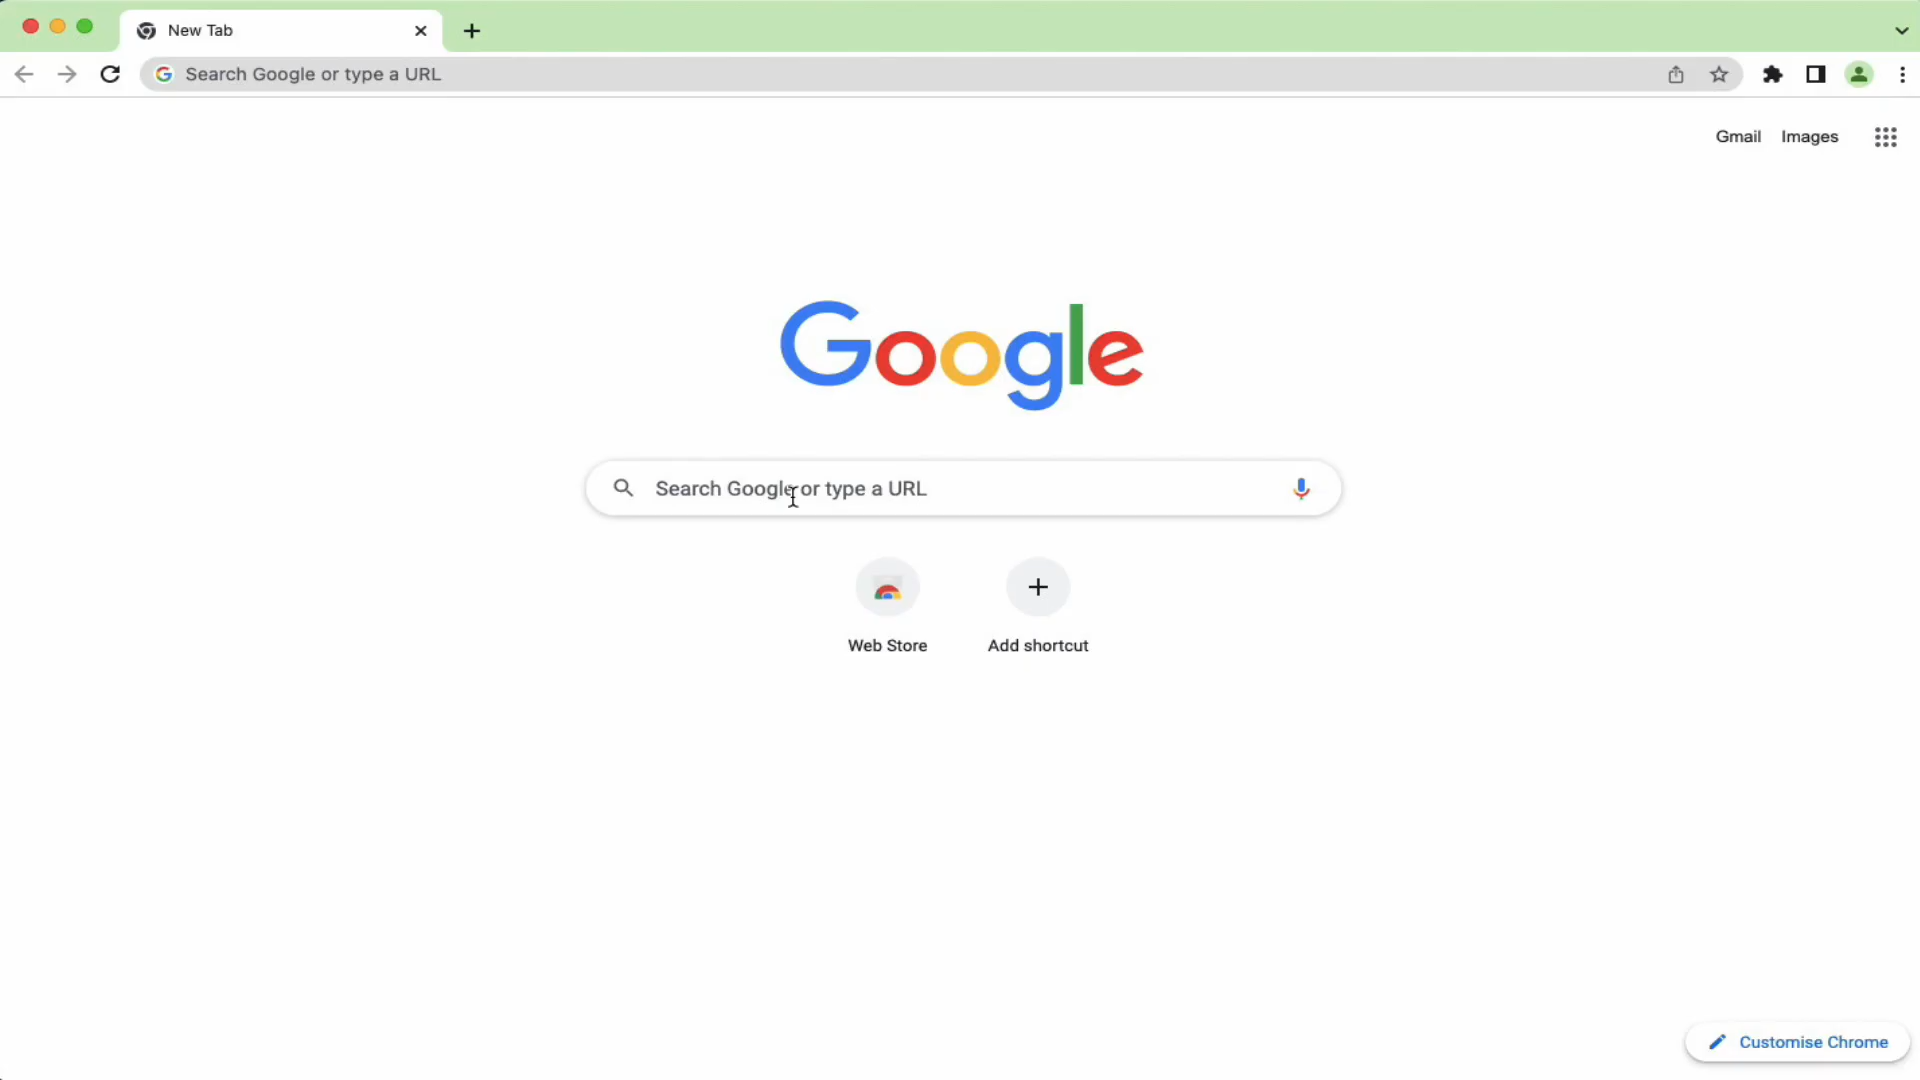 New Tab
Search Google or type a URL
Gmail Images
Google
Search Google or type a URL
Web Store Add shortcut
Customise Chrome